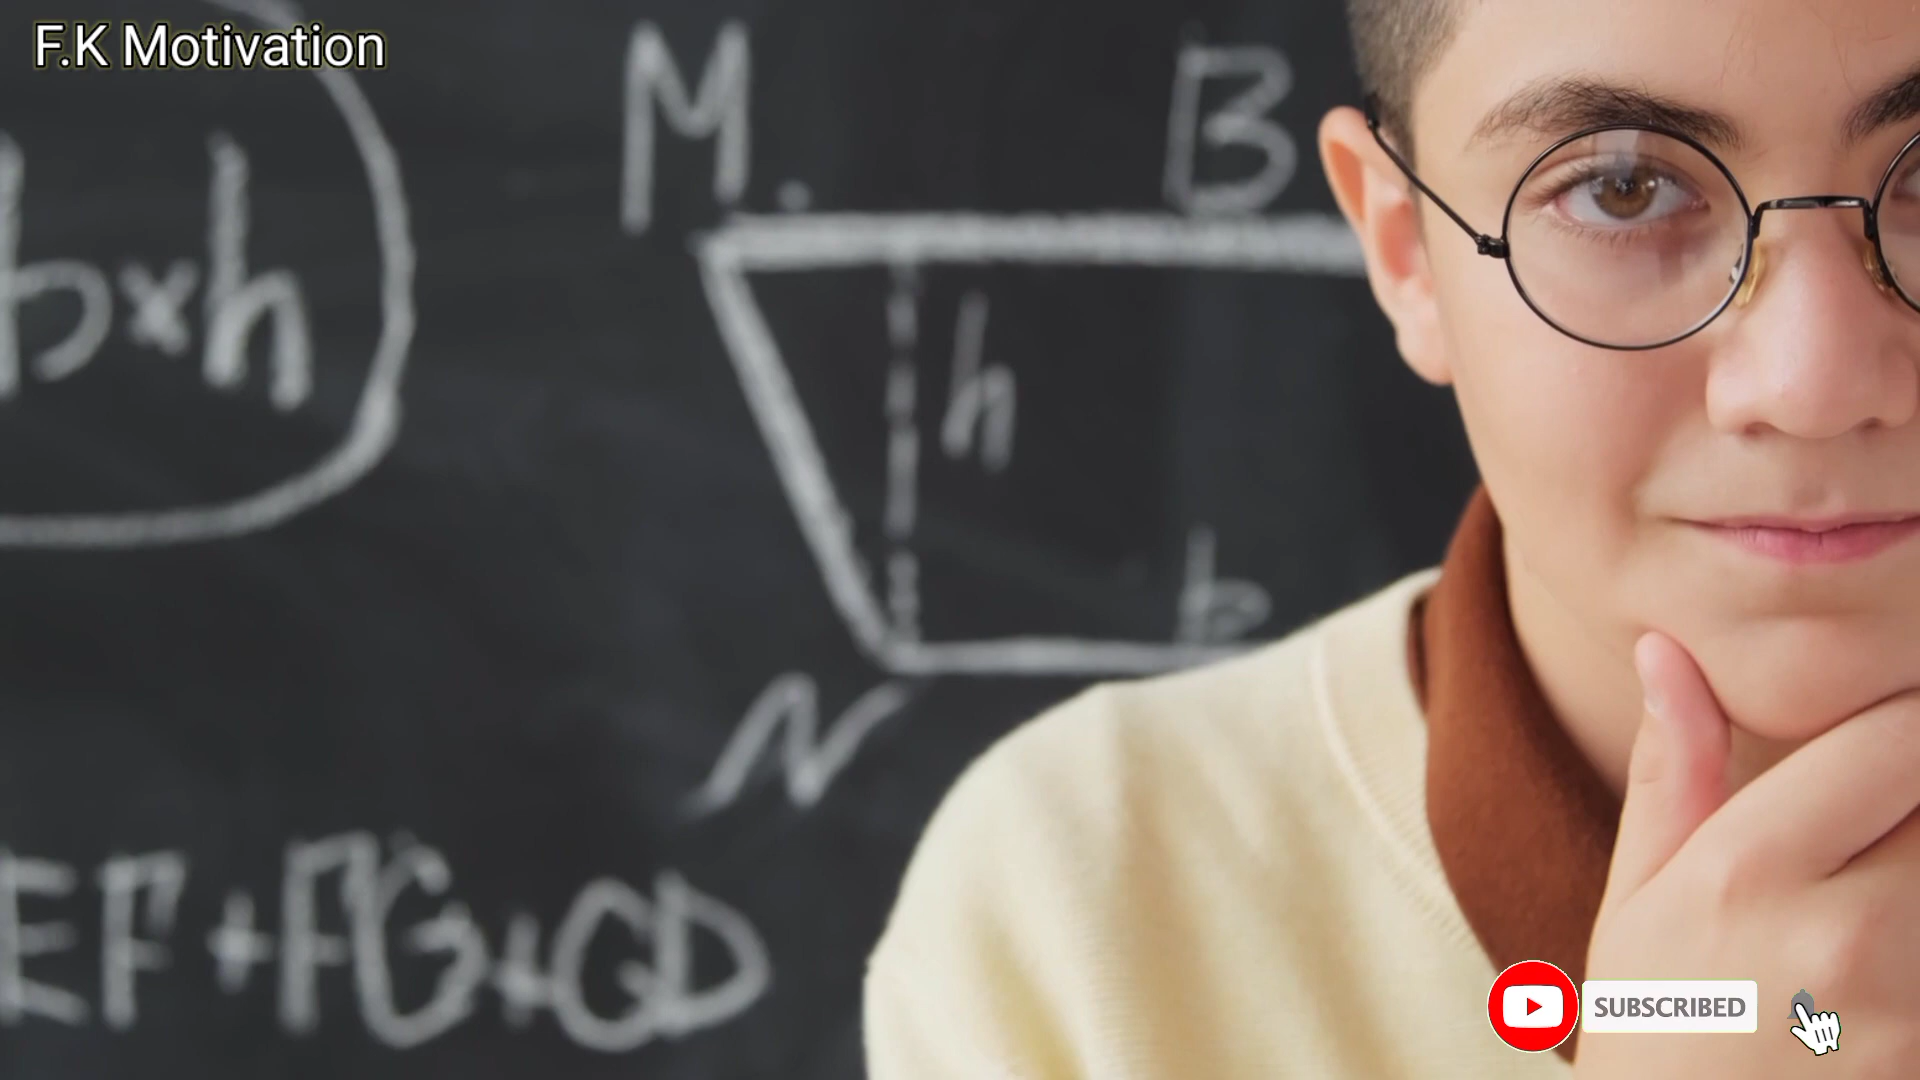 F.K Motivation
M.
B
b×h
h
b
N
EF+FG+GD
SUBSCRIBED